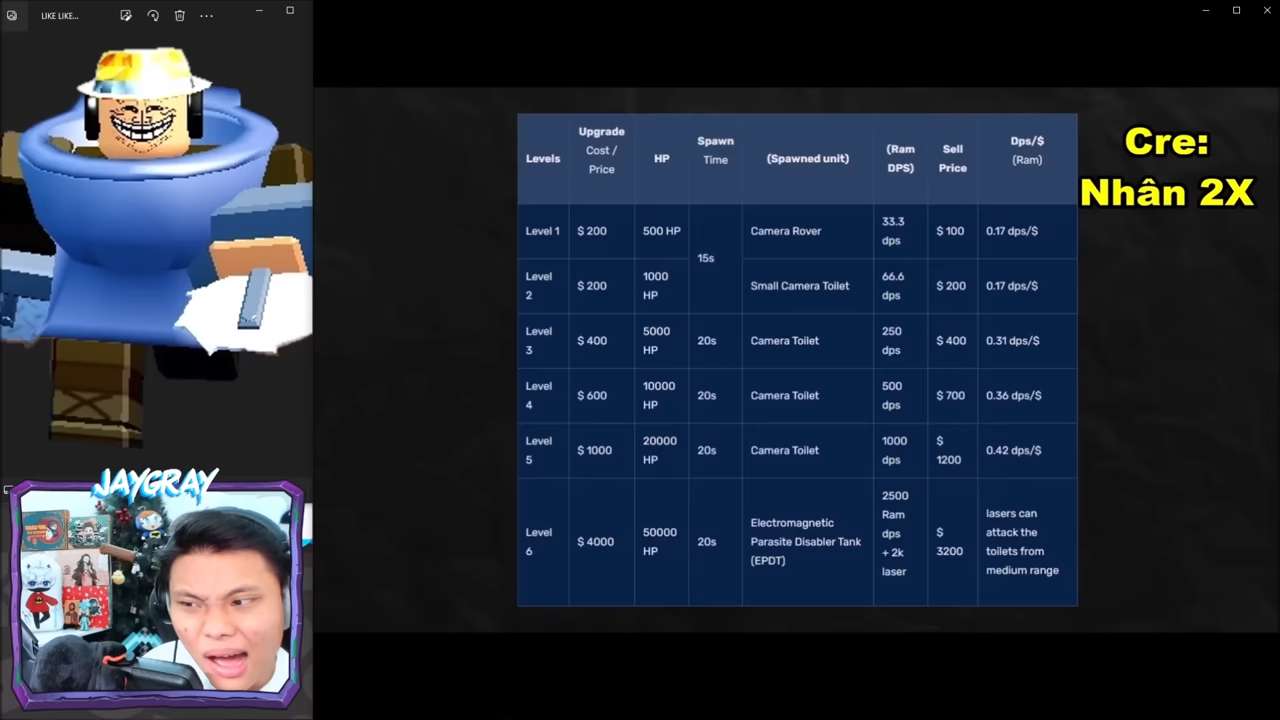 LIKE LIKE...
Levels
Upgrade
Cost /
Price
HP
Spawn
Time
(Spawned unit)
(Ram
DPS)
Sell
Price
Dps/$
(Ram)
Level 1
$ 200
500 HP
15s
Camera Rover
33.3
dps
$ 100
0.17 dps/$
Level
2
$ 200
1000
HP
Small Camera Toilet
66.6
dps
$ 200
0.17 dps/$
Level
3
$ 400
5000
HP
20s
Camera Toilet
250
dps
$ 400
0.31 dps/$
Level
4
$ 600
10000
HP
20s
Camera Toilet
500
dps
$ 700
0.36 dps/$
Level
5
$ 1000
20000
HP
20s
Camera Toilet
1000
dps
$
1200
0.42 dps/$
Level
6
$ 4000
50000
HP
20s
Electromagnetic
Parasite Disabler Tank
(EPDT)
2500
Ram
dps
+ 2k
laser
$
3200
lasers can
attack the
toilets from
medium range
Cre:
Nhân 2X
JAYGRAY